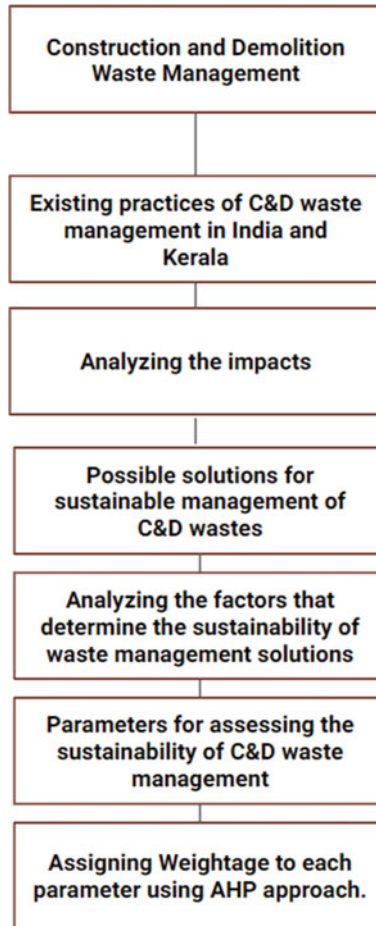 Construction and Demolition
Waste Management
Existing practices of C&D waste
management in India and
Kerala
Analyzing the impacts
Possible solutions for
sustainable management of
C&D wastes
Analyzing the factors that
determine the sustainability of
waste management solutions
Parameters for assessing the
sustainability of C&D waste
management
Assigning Weightage to each
parameter using AHP approach.